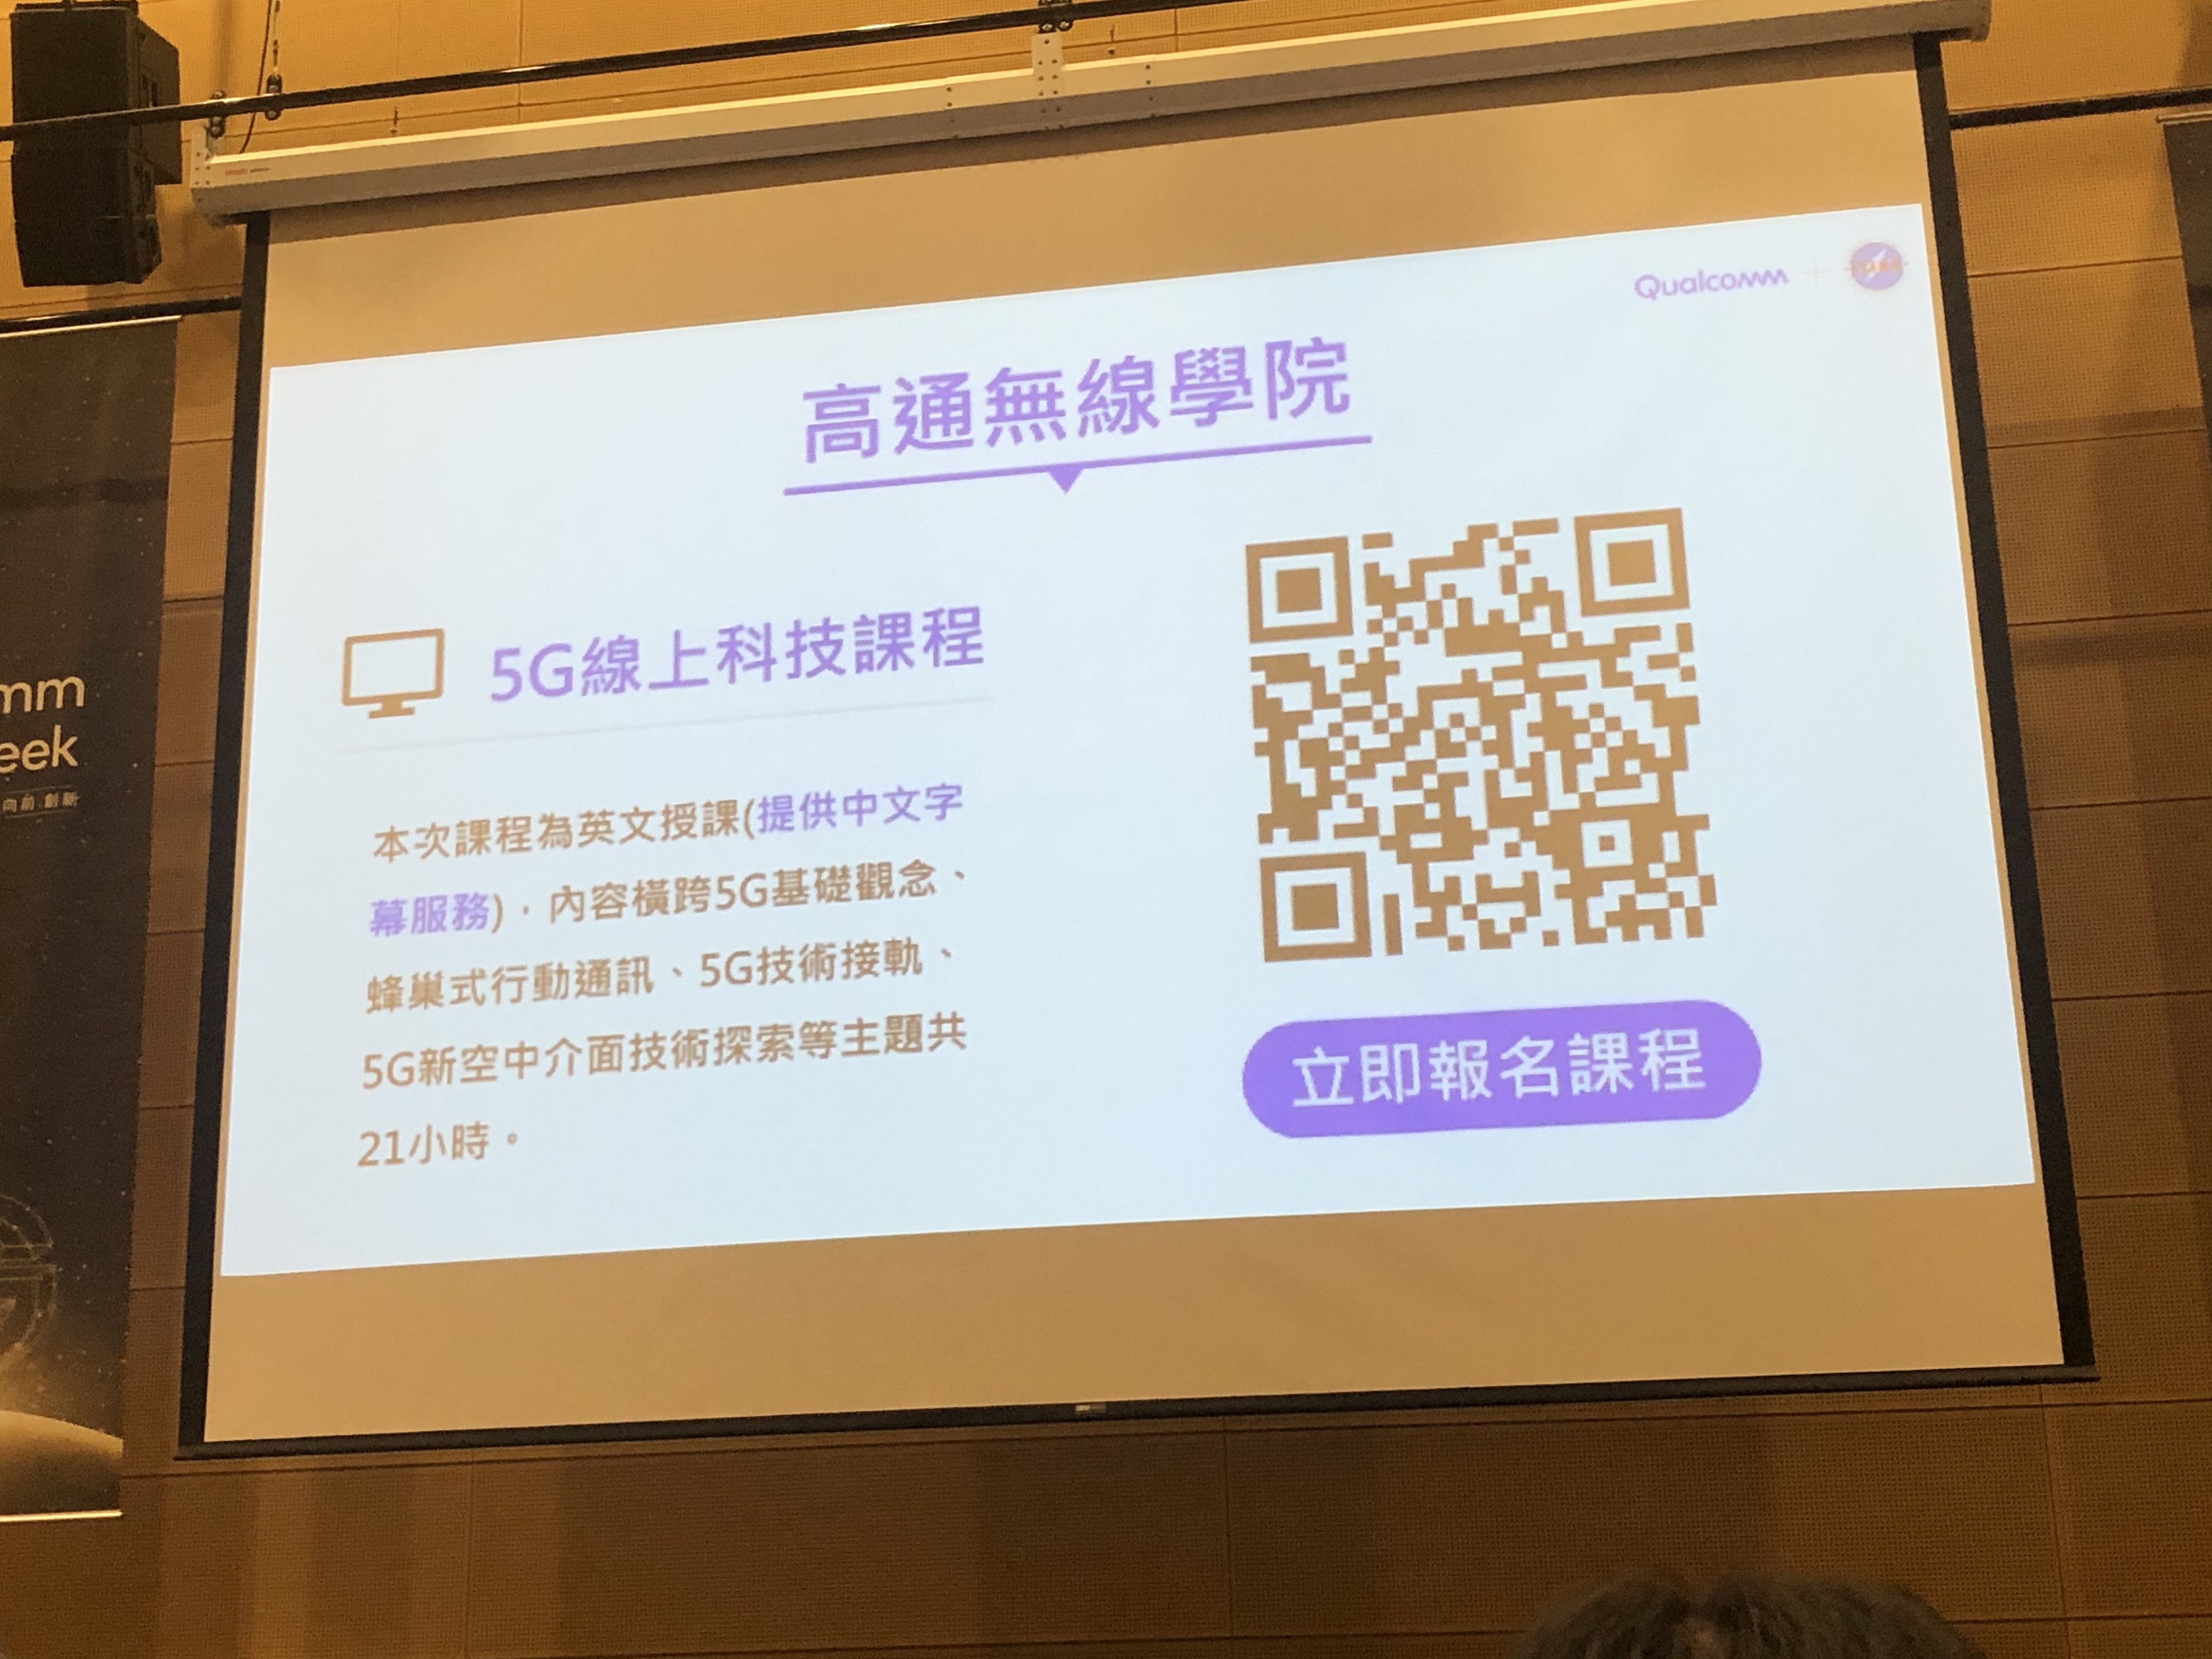 Qualcomm
高通無線學院
5G線上科技課程
本次課程為英文授課(提供中文字
幕服務)，內容橫跨5G基礎觀念、
蜂巢式行動通訊、5G技術接軌、
5G新空中介面技術探索等主題共
21小時。
立即報名課程
mm
eek
向前 創新